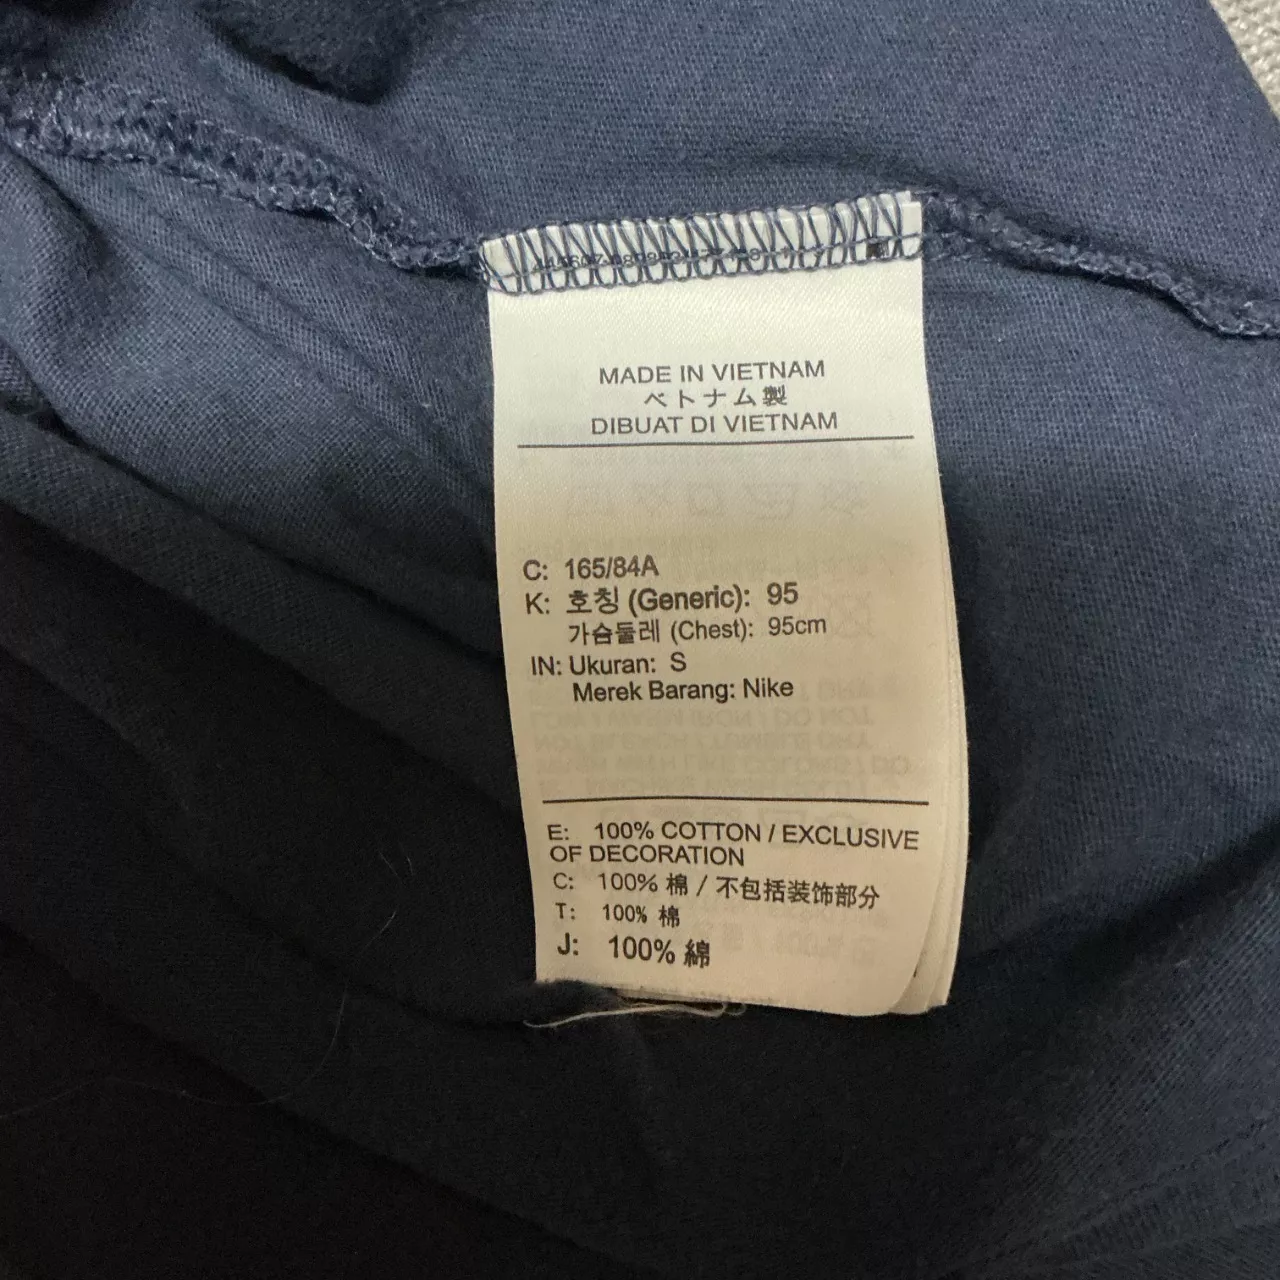 MADE IN VIETNAM
ベトナム製
DIBUAT DI VIETNAM
C: 165/84A
K: 호칭 (Generic): 95
가슴둘레 (Chest): 95cm
IN: Ukuran: S
Merek Barang: Nike
E: 100% COTTON / EXCLUSIVE
OF DECORATION
C: 100% 棉 / 不包括装饰部分
T: 100% 棉
J: 100% 綿